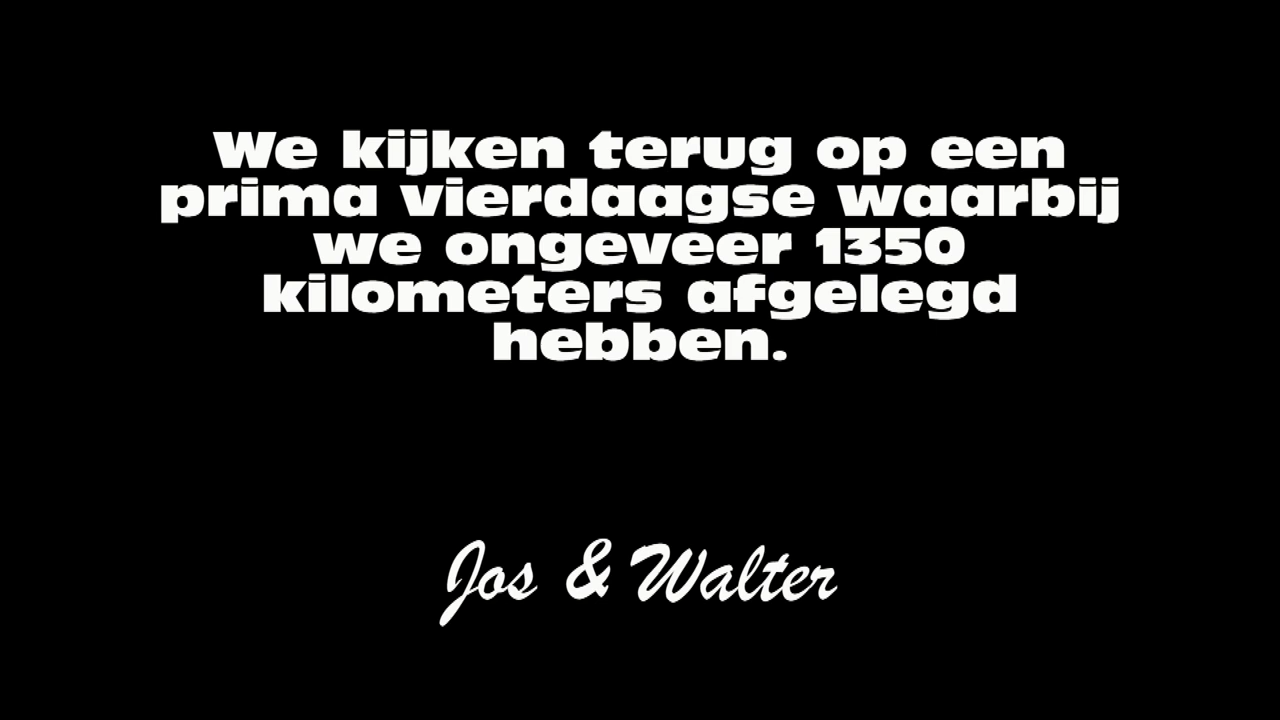 We kijken terug op een
prima vierdaagse waarbij
we ongeveer 1350
kilometers afgelegd
hebben.
Jos & Walter